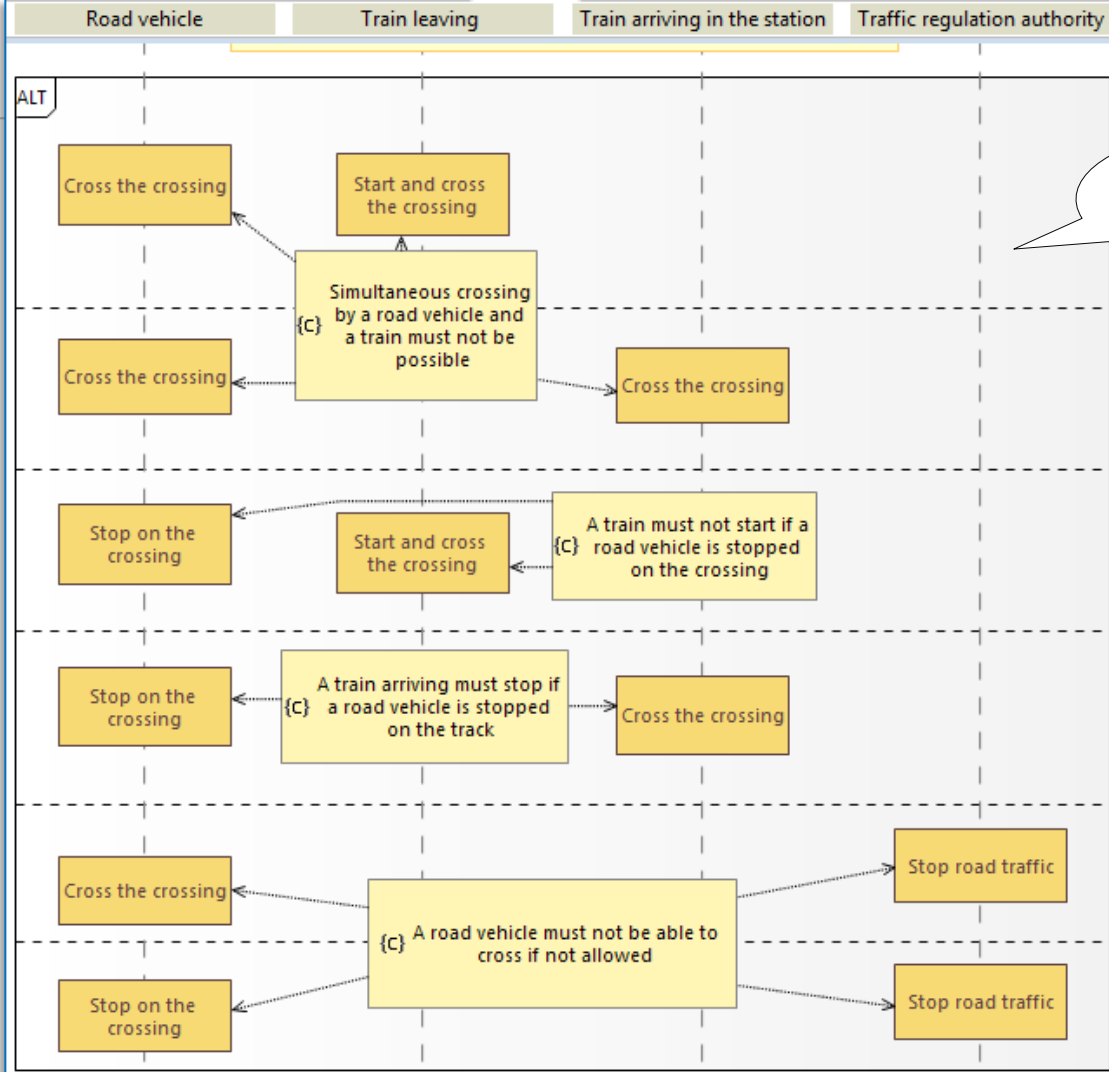 Road vehicle
Train leaving
Train arriving in the station
Traffic regulation authority
ALT
Cross the crossing
Start and cross
the crossing
{C}
Simultaneous crossing
by a road vehicle and
a train must not be
possible
Cross the crossing
Cross the crossing
Stop on the
crossing
Start and cross
the crossing
{C}
A train must not start if a
road vehicle is stopped
on the crossing
Stop on the
crossing
{C}
A train arriving must stop if
a road vehicle is stopped
on the track
Cross the crossing
Cross the crossing
Stop road traffic
{C}
A road vehicle must not be able to
cross if not allowed
Stop on the
crossing
Stop road traffic